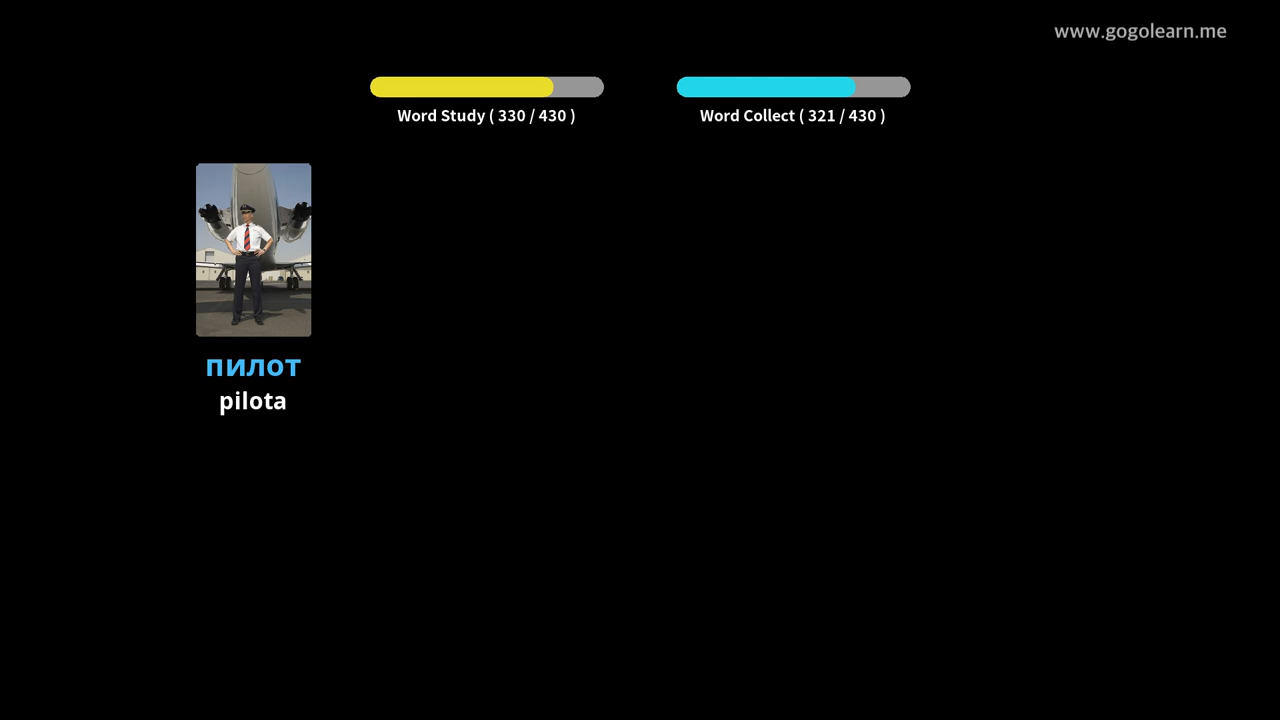 www.gogolearn.me
Word Study ( 330 / 430 )
Word Collect ( 321 / 430 )
пилот
pilota